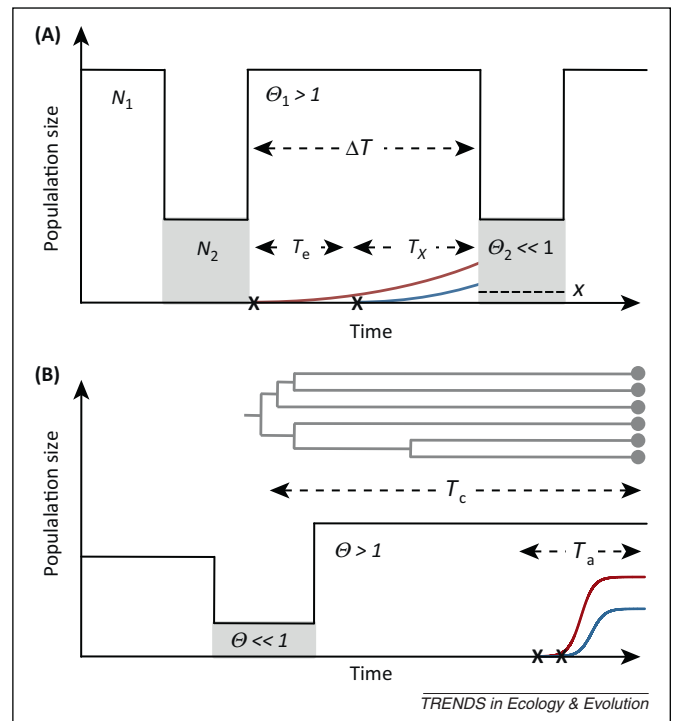 (A)
Populalation size
N1
Θ1 > 1
ΔT
N2
Te
Tx
Θ2 << 1
x
x
x
Time
(B)
Populalation size
Tc
Θ > 1
Ta
Θ << 1
x
x
Time
TRENDS in Ecology & Evolution